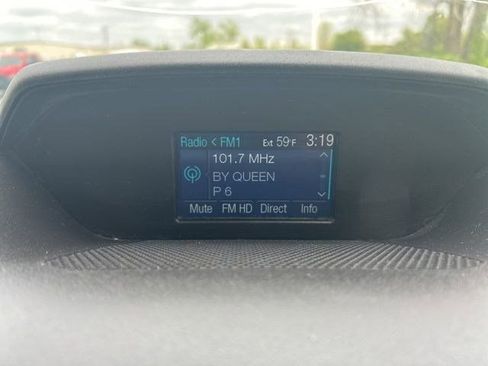 Radio < FM1 Ext 59°F 3:19
101.7 MHz
BY QUEEN
P 6
Mute FM HD Direct Info